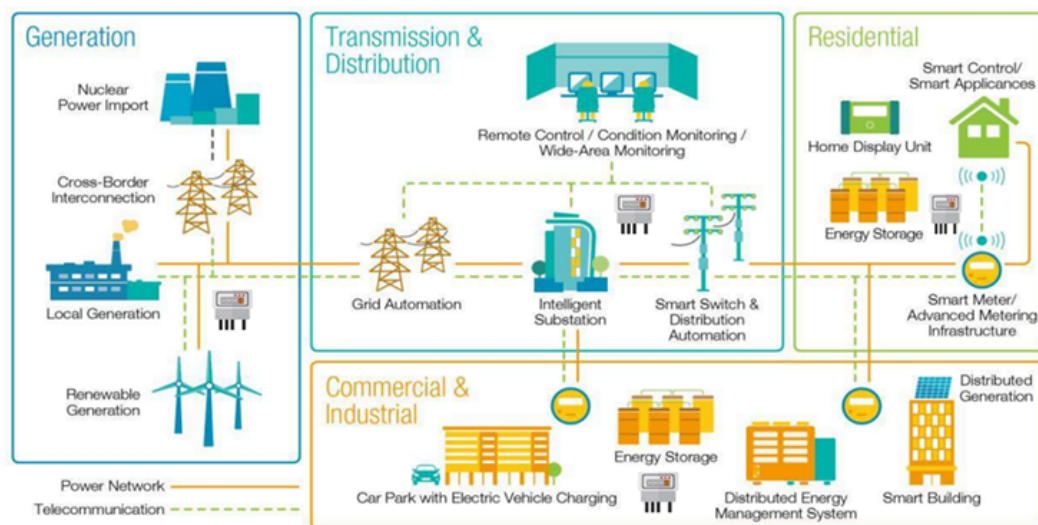 Generation
Nuclear
Power Import
Cross-Border
Interconnection
Local Generation
Renewable
Generation
Power Network
Telecommunication
Transmission &
Distribution
Remote Control / Condition Monitoring /
Wide-Area Monitoring
Grid Automation
Intelligent
Substation
Smart Switch &
Distribution
Automation
Residential
Smart Control/
Smart Applicances
Home Display Unit
Energy Storage
Smart Meter/
Advanced Metering
Infrastructure
Commercial &
Industrial
Car Park with Electric Vehicle Charging
Energy Storage
Distributed Energy
Management System
Distributed
Generation
Smart Building